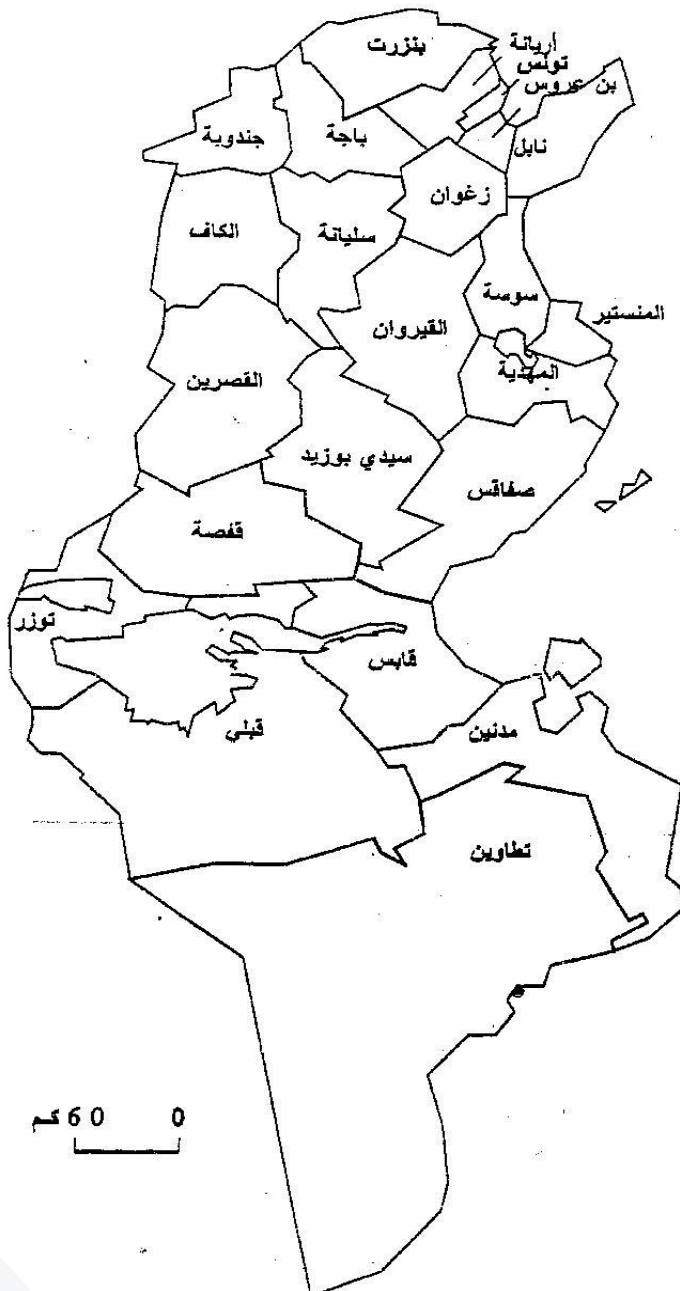 بنزرت
أريانة
تونس
بن عروس
جندوبة
باجة
نابل
زغوان
الكاف
سليانة
سوسة
المنستير
القيروان
المهدية
القصرين
سيدي بوزيد
صفاقس
قفصة
توزر
قابس
قبلي
مدنين
تطاوين
0 60 كم